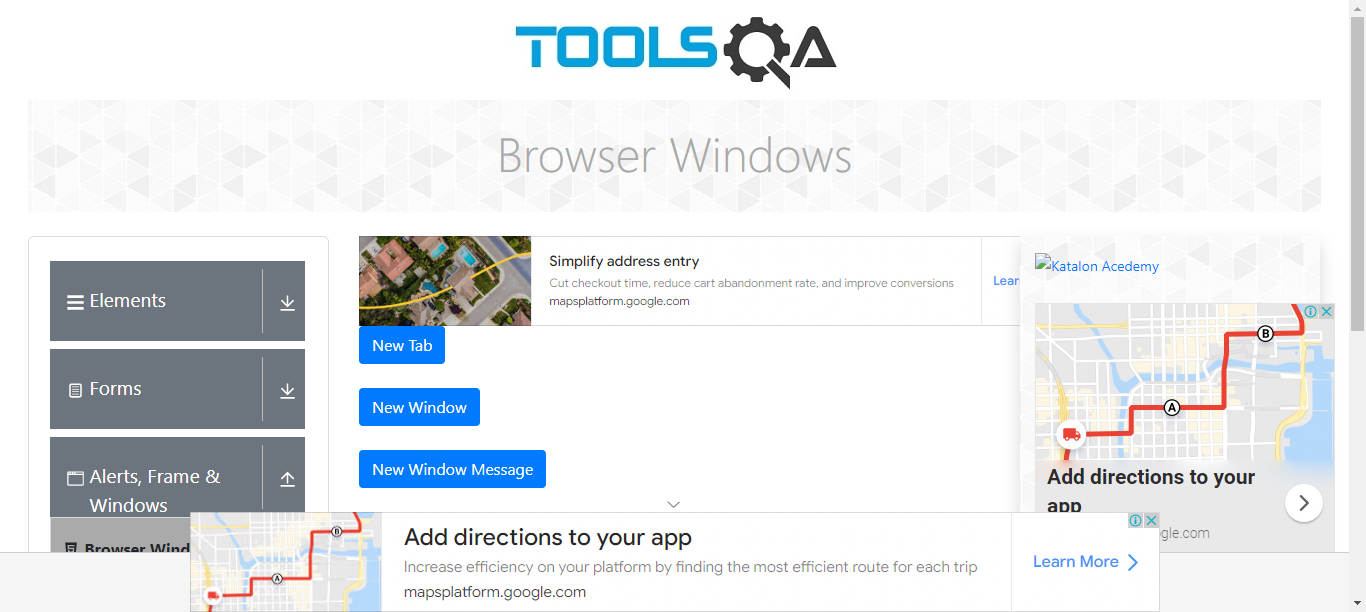 TOOLSQA
Browser Windows
Elements
Forms
Alerts, Frame &
Windows
Browser Wind
Simplify address entry
Cut checkout time, reduce cart abandonment rate, and improve conversions
mapsplatform.google.com
Lear
New Tab
New Window
New Window Message
Katalon Acedemy
B
A
Add directions to your
app
gle.com
B
A
Add directions to your app
Increase efficiency on your platform by finding the most efficient route for each trip
mapsplatform.google.com
Learn More